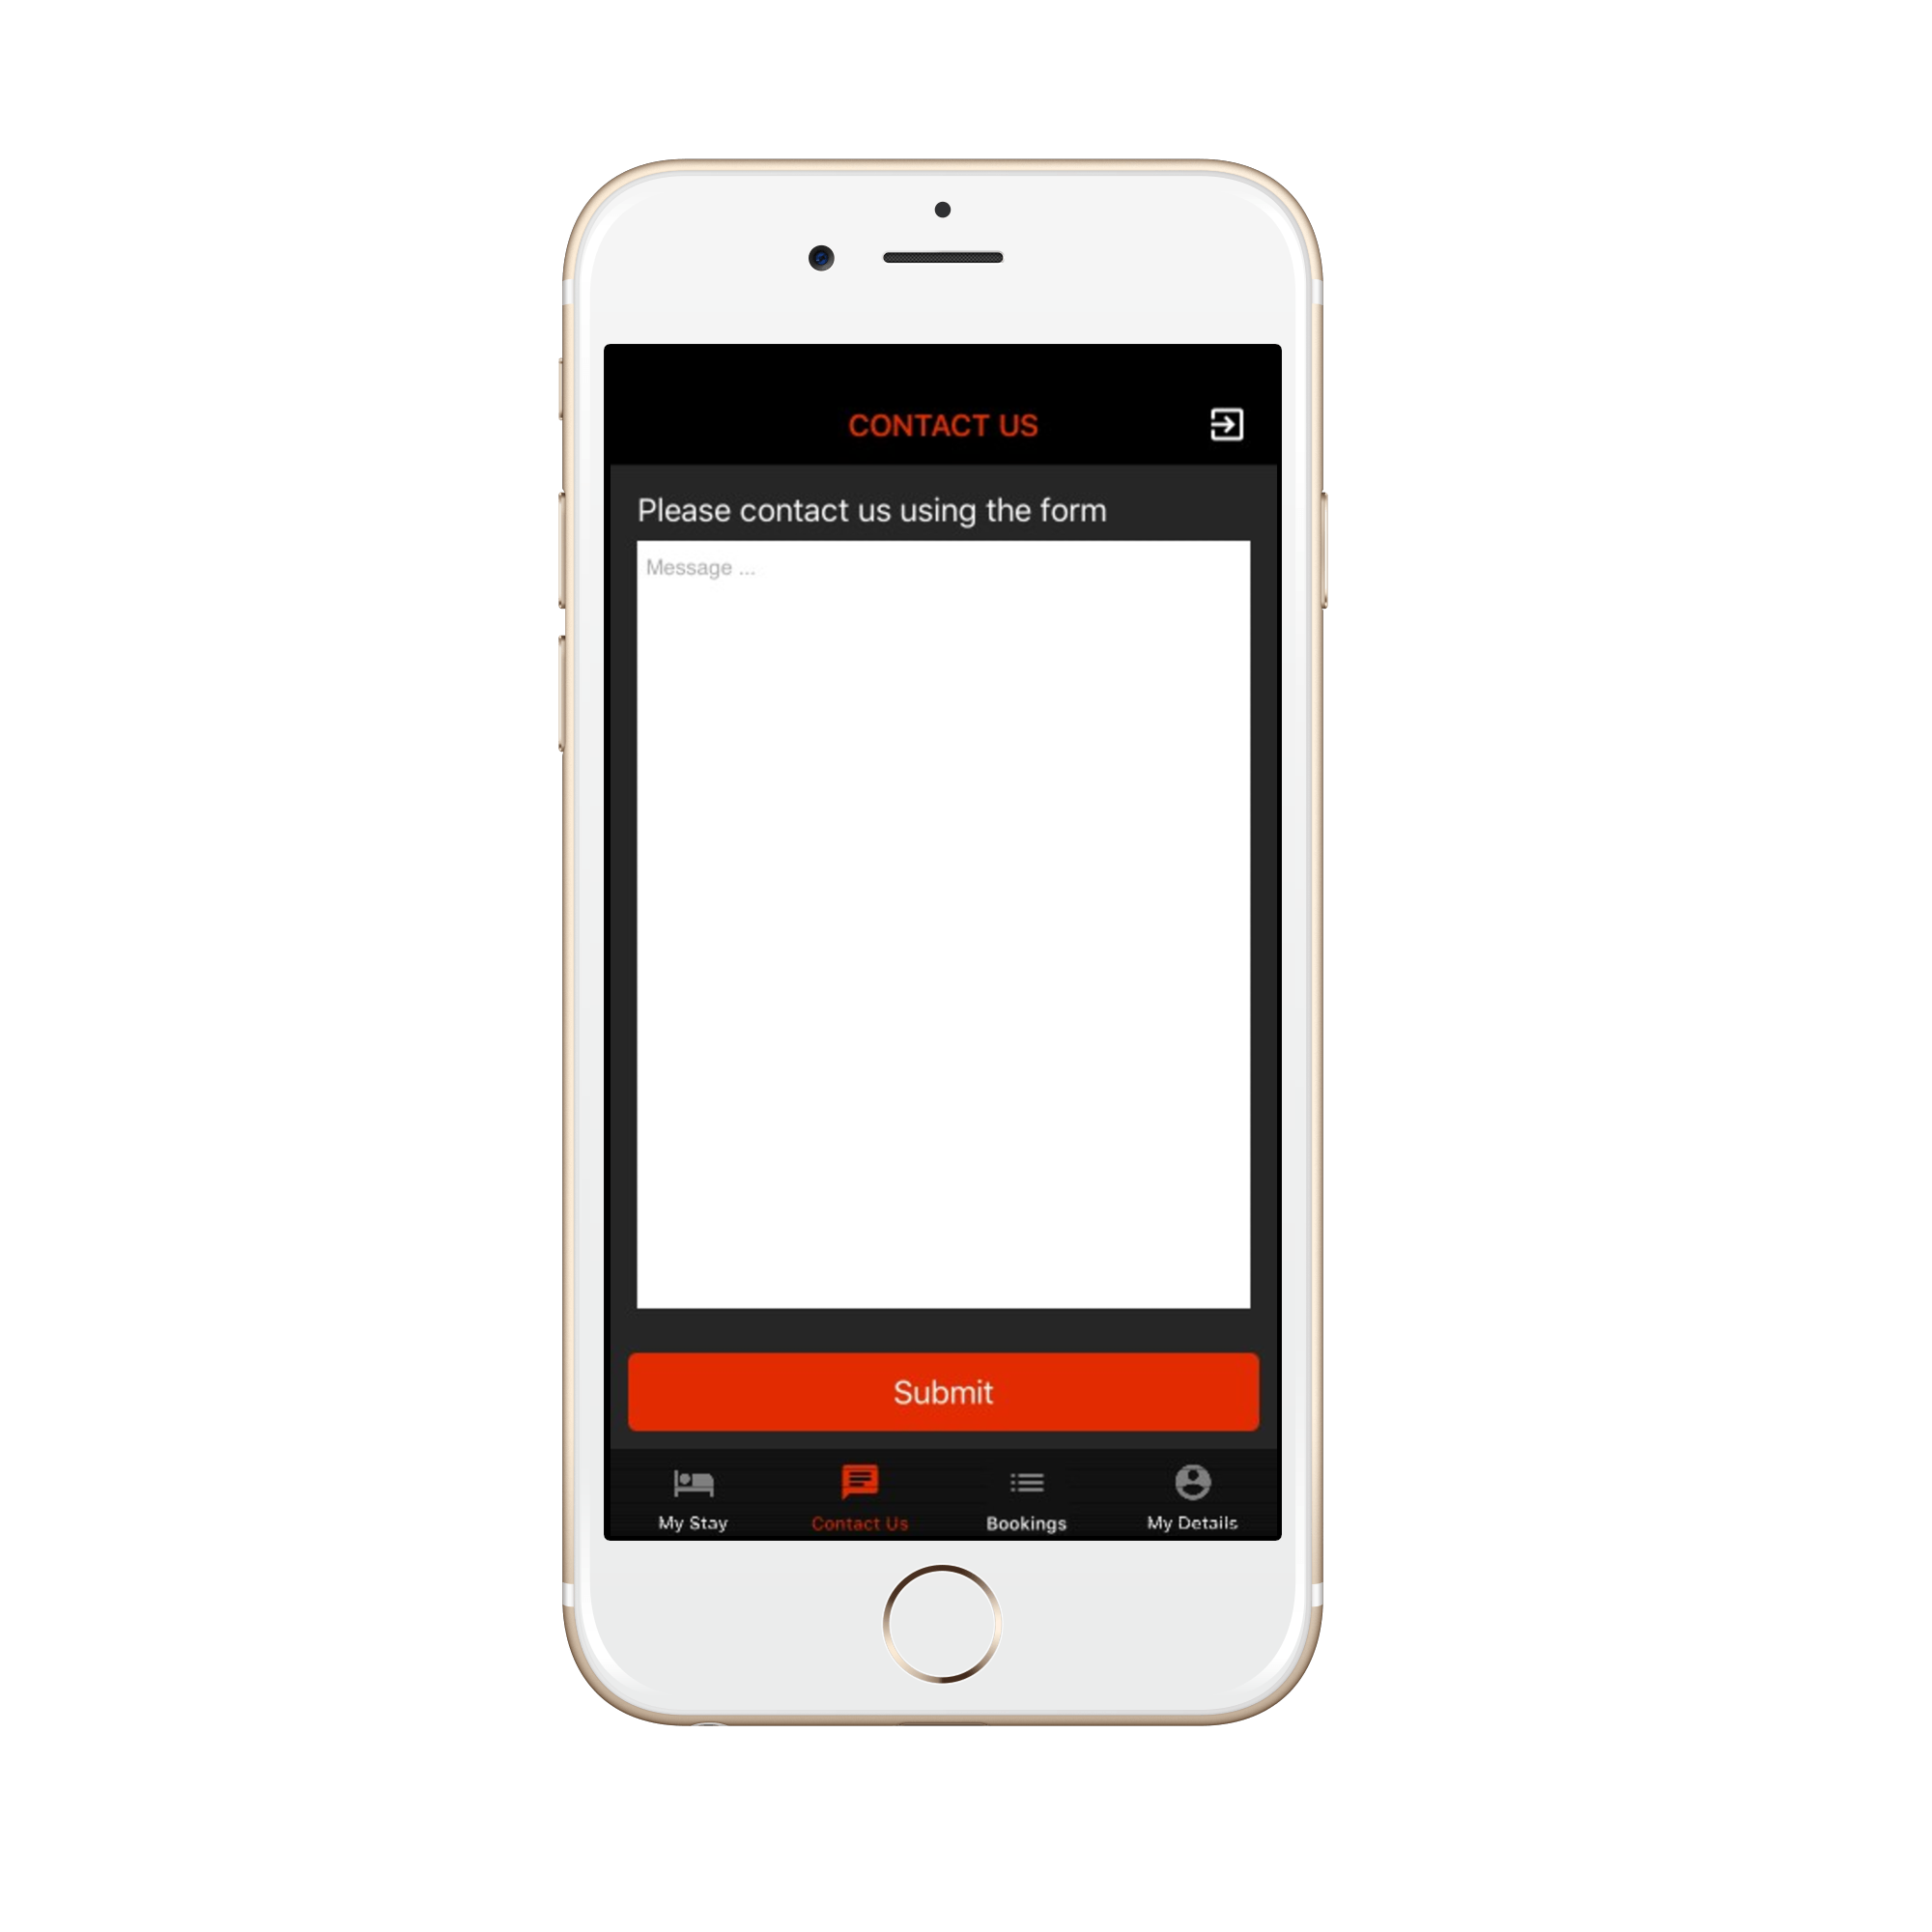 CONTACT US
Please contact us using the form
Message ...
Submit
My Stay
Contact Us
Bookings
My Details